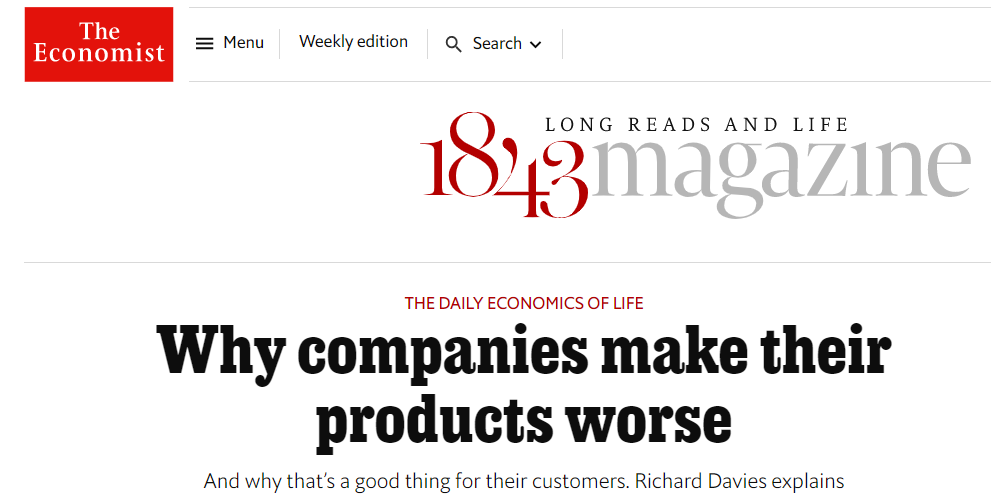 The
Economist
Menu
Weekly edition
Search
LONG READS AND LIFE
1843magazine
THE DAILY ECONOMICS OF LIFE
Why companies make their
products worse
And why that's a good thing for their customers. Richard Davies explains